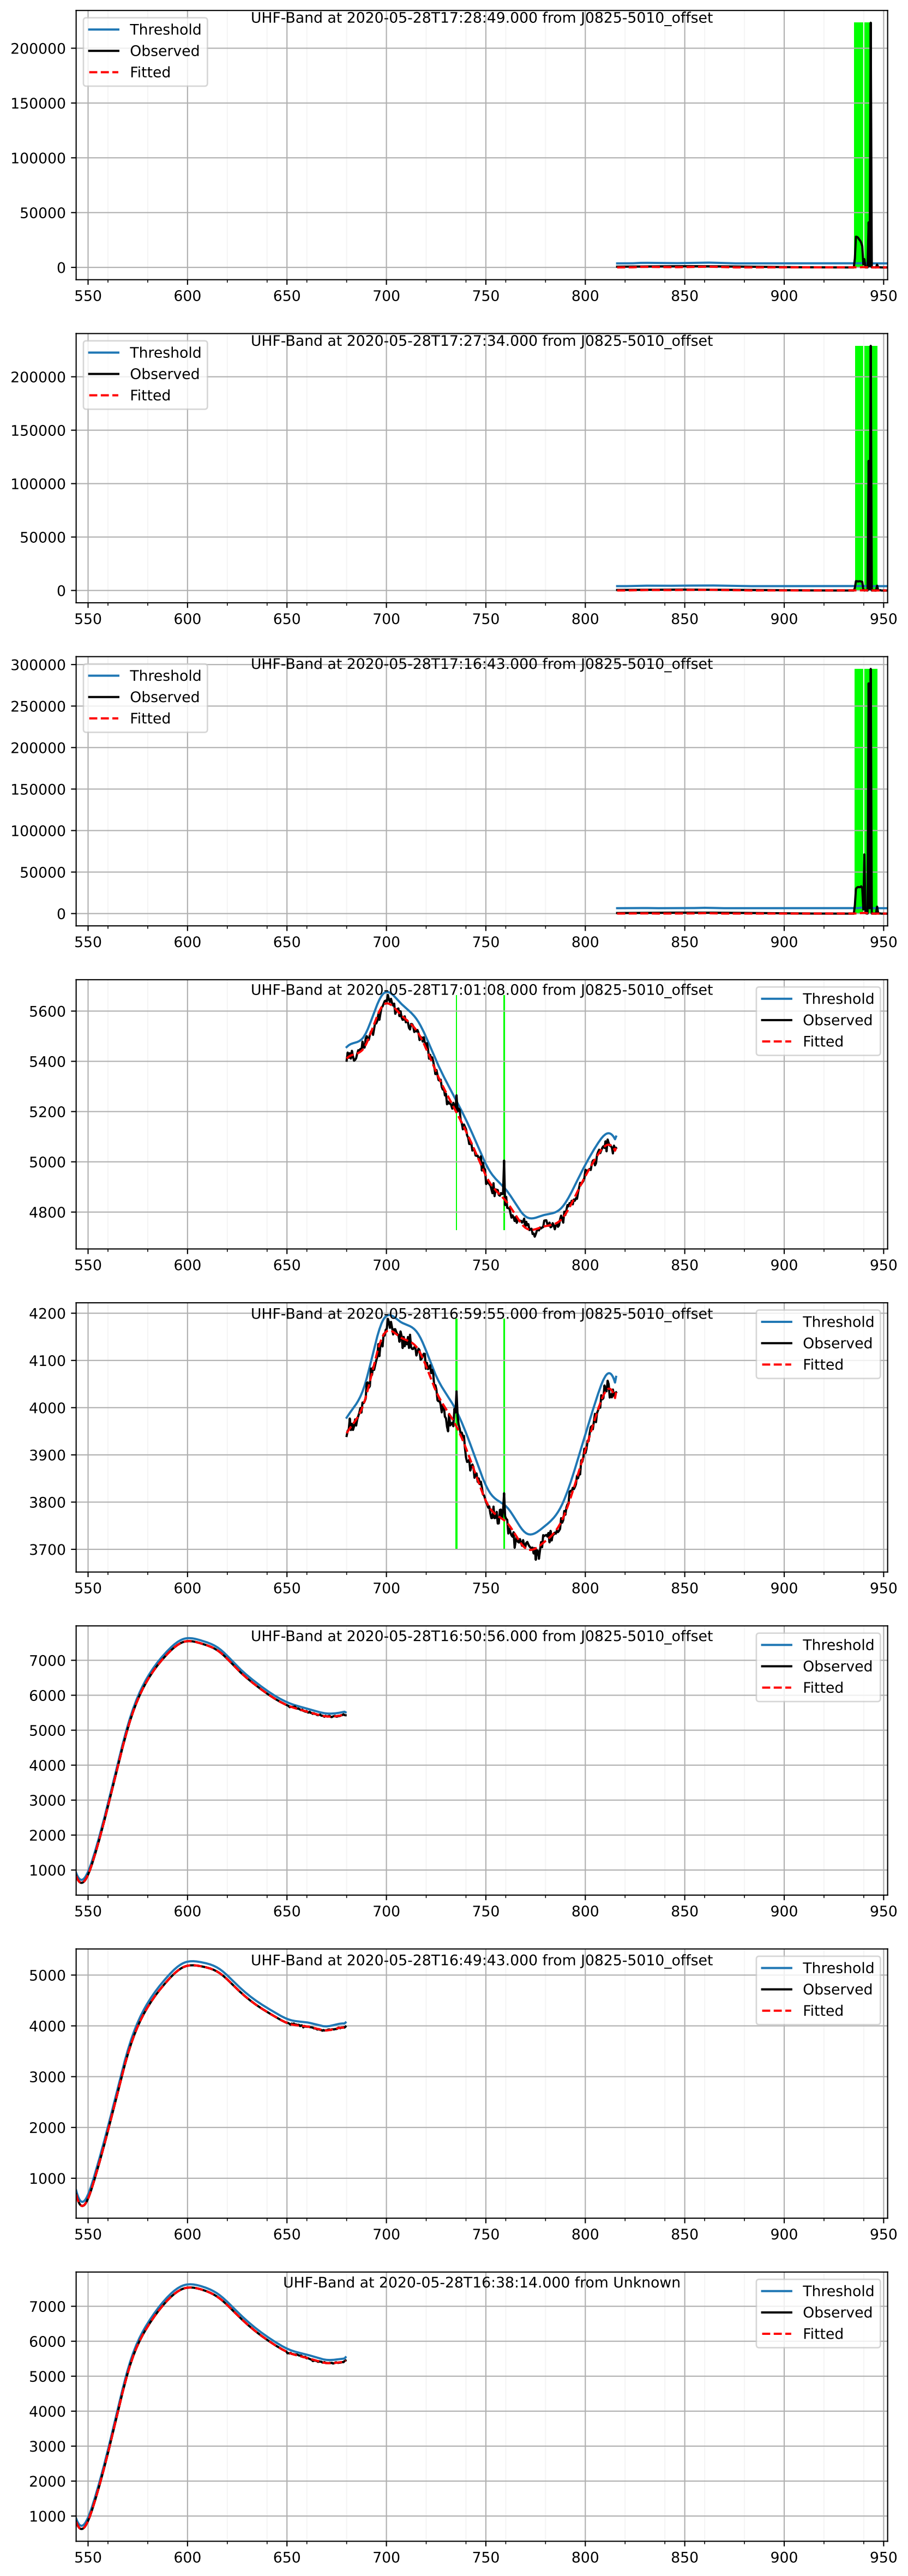 UHF-Band at 2020-05-28T17:28:49.000 from J0825-5010_offset
Threshold
Observed
Fitted
200000
150000
100000
50000
0
550 600 650 700 750 800 850 900 950
UHF-Band at 2020-05-28T17:27:34.000 from J0825-5010_offset
Threshold
Observed
Fitted
200000
150000
100000
50000
0
550 600 650 700 750 800 850 900 950
UHF-Band at 2020-05-28T17:16:43.000 from J0825-5010_offset
Threshold
Observed
Fitted
300000
250000
200000
150000
100000
50000
0
550 600 650 700 750 800 850 900 950
UHF-Band at 2020-05-28T17:01:08.000 from J0825-5010_offset
Threshold
Observed
Fitted
5600
5400
5200
5000
4800
550 600 650 700 750 800 850 900 950
UHF-Band at 2020-05-28T16:59:55.000 from J0825-5010_offset
Threshold
Observed
Fitted
4200
4100
4000
3900
3800
3700
550 600 650 700 750 800 850 900 950
UHF-Band at 2020-05-28T16:50:56.000 from J0825-5010_offset
Threshold
Observed
Fitted
7000
6000
5000
4000
3000
2000
1000
550 600 650 700 750 800 850 900 950
UHF-Band at 2020-05-28T16:49:43.000 from J0825-5010_offset
Threshold
Observed
Fitted
5000
4000
3000
2000
1000
550 600 650 700 750 800 850 900 950
UHF-Band at 2020-05-28T16:38:14.000 from Unknown
Threshold
Observed
Fitted
7000
6000
5000
4000
3000
2000
1000
550 600 650 700 750 800 850 900 950